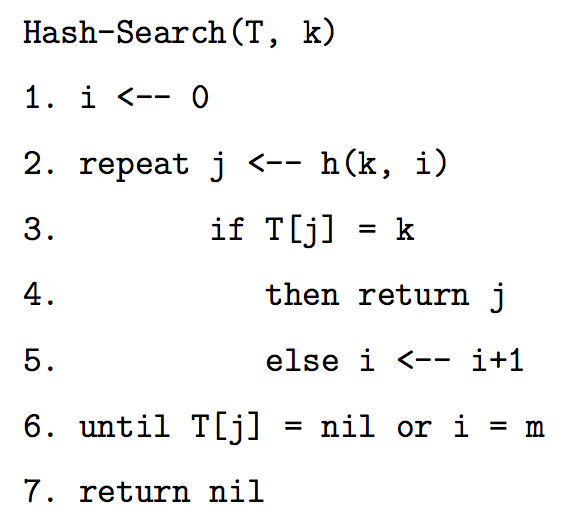 Hash-Search(T, k)
1. i <-- 0
2. repeat j <-- h(k, i)
3.        if T[j] = k
4.           then return j
5.           else i <-- i+1
6. until T[j] = nil or i = m
7. return nil